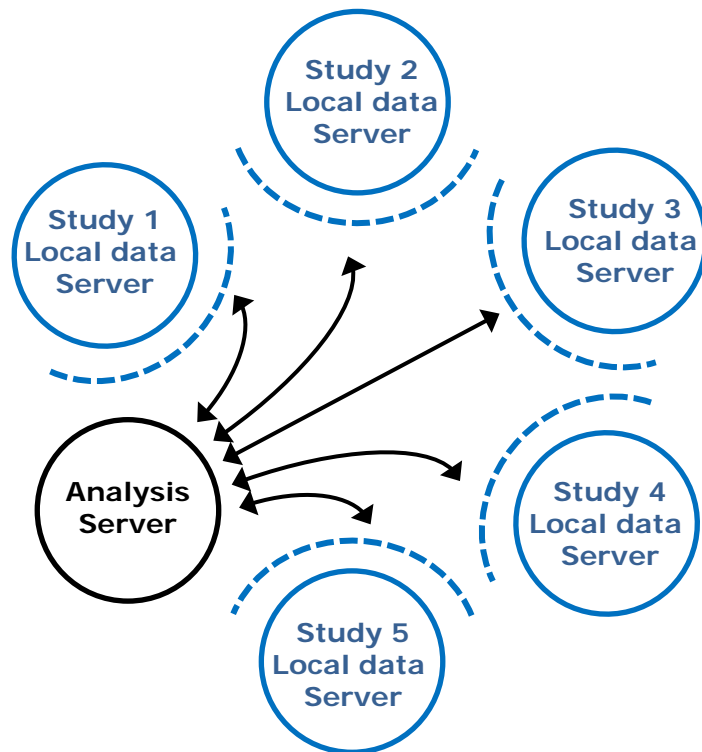 Study 2
Local data
Server
Study 1
Local data
Server
Study 3
Local data
Server
Analysis
Server
Study 4
Local data
Server
Study 5
Local data
Server